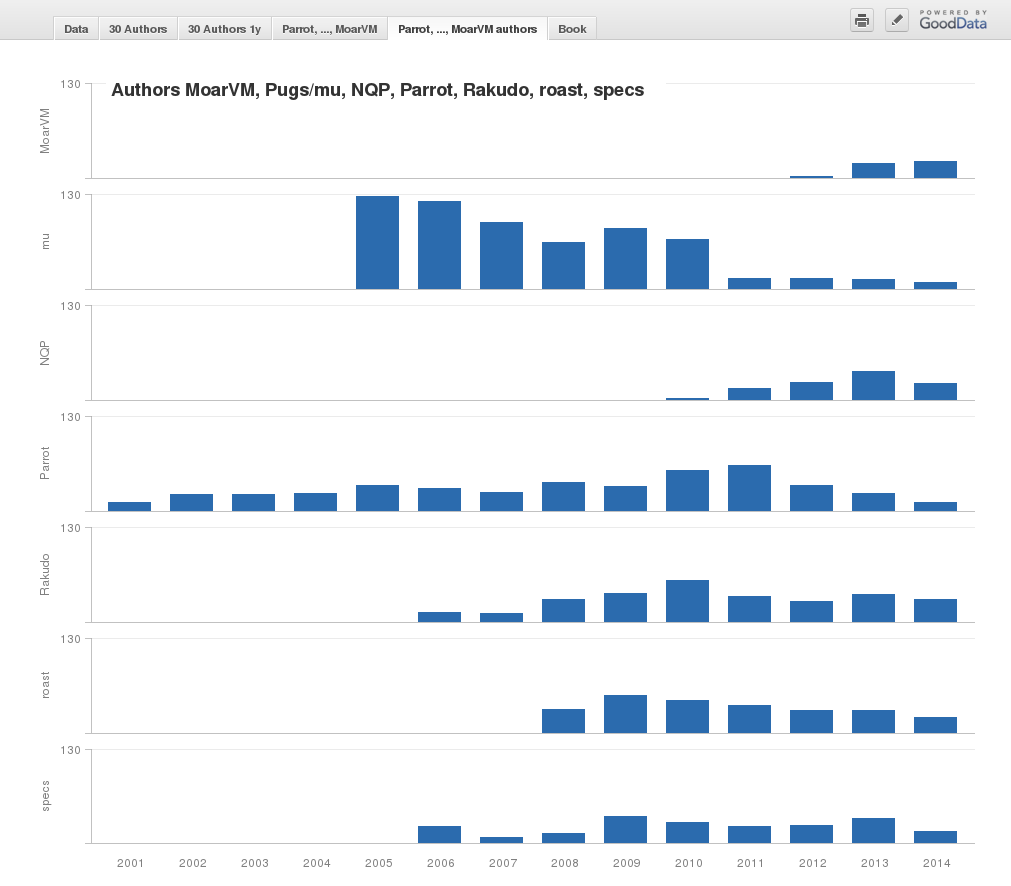 Data 30 Authors 30 Authors 1y Parrot, ..., MoarVM Parrot, ..., MoarVM authors Book
POWERED BY
GoodData
Authors MoarVM, Pugs/mu, NQP, Parrot, Rakudo, roast, specs
130
MoarVM
130
mu
130
NQP
130
Parrot
130
Rakudo
130
roast
130
specs
2001 2002 2003 2004 2005 2006 2007 2008 2009 2010 2011 2012 2013 2014